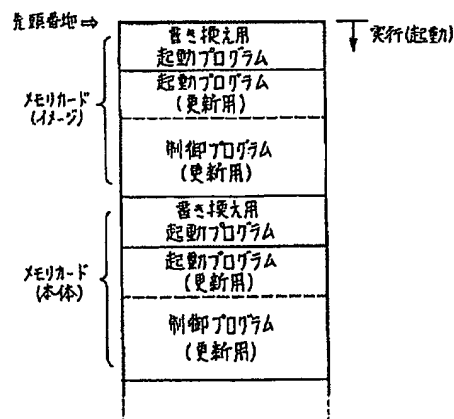 先頭番地⇒
実行(起動)
書き換え用
起動プログラム
メモリカード
(イメージ)
起動プログラム
(更新用)
制御プログラム
(更新用)
書き換え用
起動プログラム
メモリカード
(本体)
起動プログラム
(更新用)
制御プログラム
(更新用)